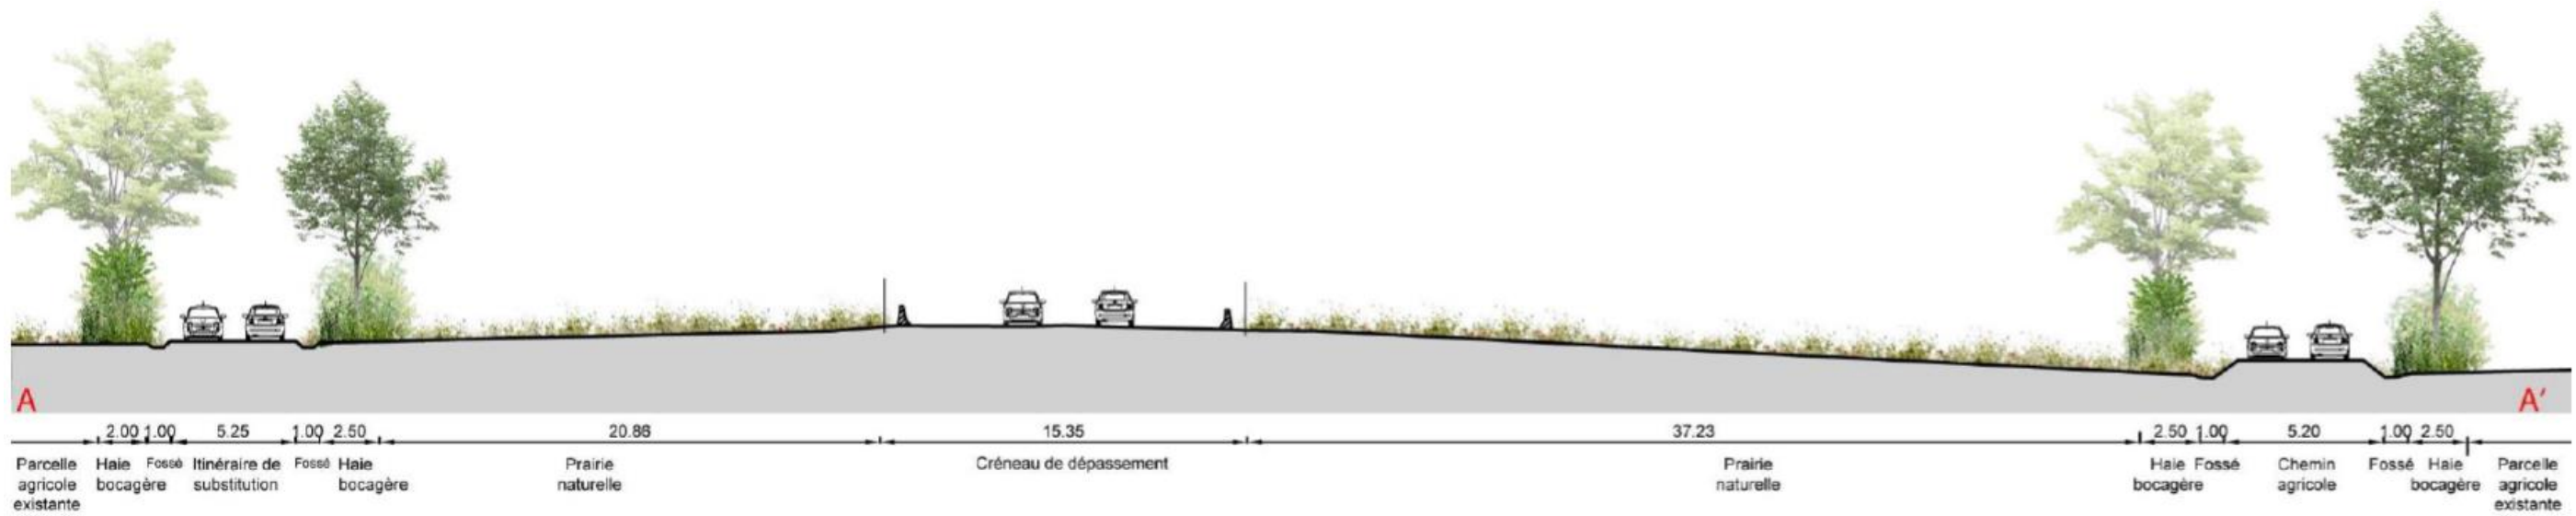 A
A'
2.00 1.00 5.25 1.00 2.50 20.86 15.35 37.23 2.50 1.00 5.20 1.00 2.50
Parcelle Haie Fossé Itinéraire de Fossé Haie Prairie Créneau de dépassement Prairie Haie Fossé Chemin Fossé Haie Parcelle
agricole bocagère substitution bocagère naturelle naturelle bocagère agricole bocagère agricole
existante existante